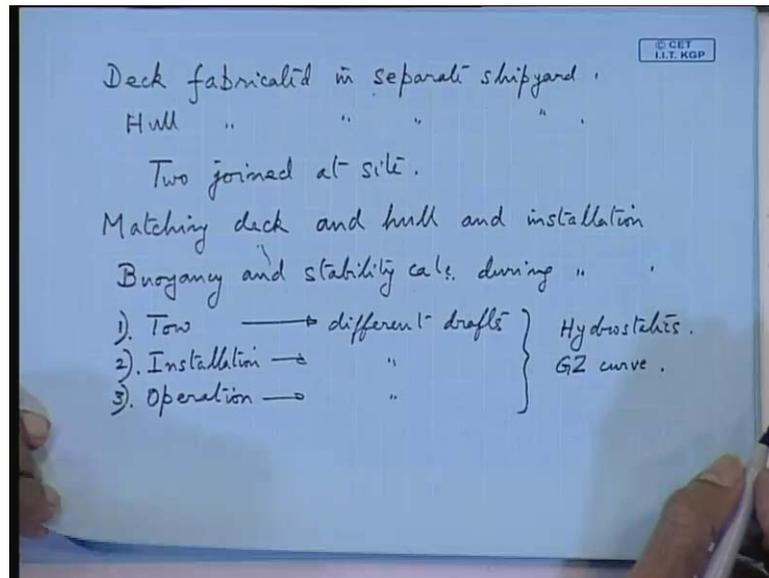 © CET
I.I.T. KGP
Deck fabricated in separate shipyard.
Hull " " " " .
Two joined at site.
Matching deck and hull and installation
Buoyancy and stability cals. during " .
1). Tow → different drafts } Hydrostatics.
2). Installation → " GZ curve.
3). Operation → "